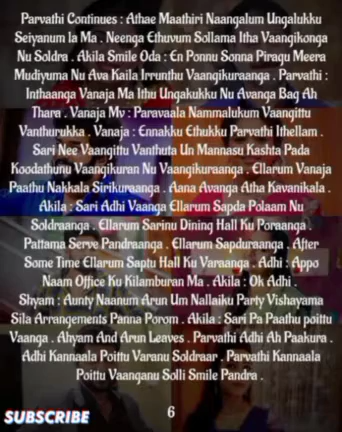 Parvathi Continues : Athae Maathiri Naangalum Ungalukku
Seiyanum la Ma . Neenga Ethuvum Sollama Itha Vaangikonga
Nu Soldra . Akila Smile Oda : En Ponnu Sonna Piragu Meera
Mudiyuma Nu Ava Kaila Irrunthu Vaangikuraanga . Parvathi :
Inthaanga Vanaja Ma Ithu Ungakukku Nu Avanga Bag Ah
Thara . Vanaja Mv : Paravaala Nammalukum Vaangittu
Vanthurukka . Vanaja : Ennakku Ethukku Parvathi Ithellam .
Sari Nee Vaangittu Vanthuta Un Mannasu Kashta Pada
Koodathunu Vaangikuran Nu Vaangikuraanga . Ellarum Vanaja
Paathu Nakkala Sirikuraanga . Aana Avanga Atha Kavanikala .
Akila : Sari Adhi Vaanga Ellarum Sapda Polaam Nu
Soldraanga . Ellarum Sarinu Dining Hall Ku Poraanga .
Pattama Serve Pandraanga . Ellarum Sapduraanga . After
Some Time Ellarum Saptu Hall Ku Varaanga . Adhi : Appo
Naam Office Ku Kilamburan Ma . Akila : Ok Adhi .
Shyam : Aunty Naanum Arun Um Nallaiku Party Vishayama
Sila Arrangements Panna Porom . Akila : Sari Pa Paathu poittu
Vaanga . Ahyam And Arun Leaves . Parvathi Adhi Ah Paakura .
Adhi Kannaala Poittu Varanu Soldraar . Parvathi Kannaala
Poittu Vaanganu Solli Smile Pandra .
SUBSCRIBE
6